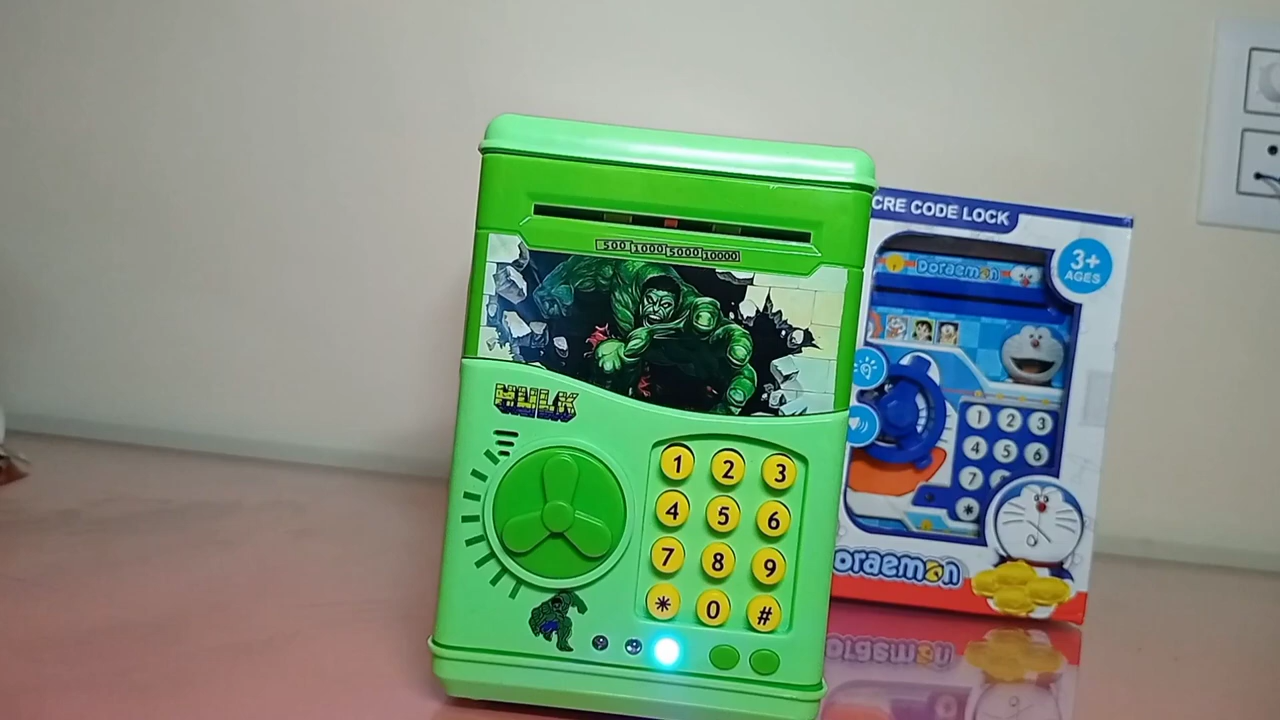 500 1000 5000 10000
HULK
1 2 3
4 5 6
7 8 9
* 0 #
CRE CODE LOCK
3+
AGES
Doraemon
1 2 3
4 5 6
7
*
Doraemon